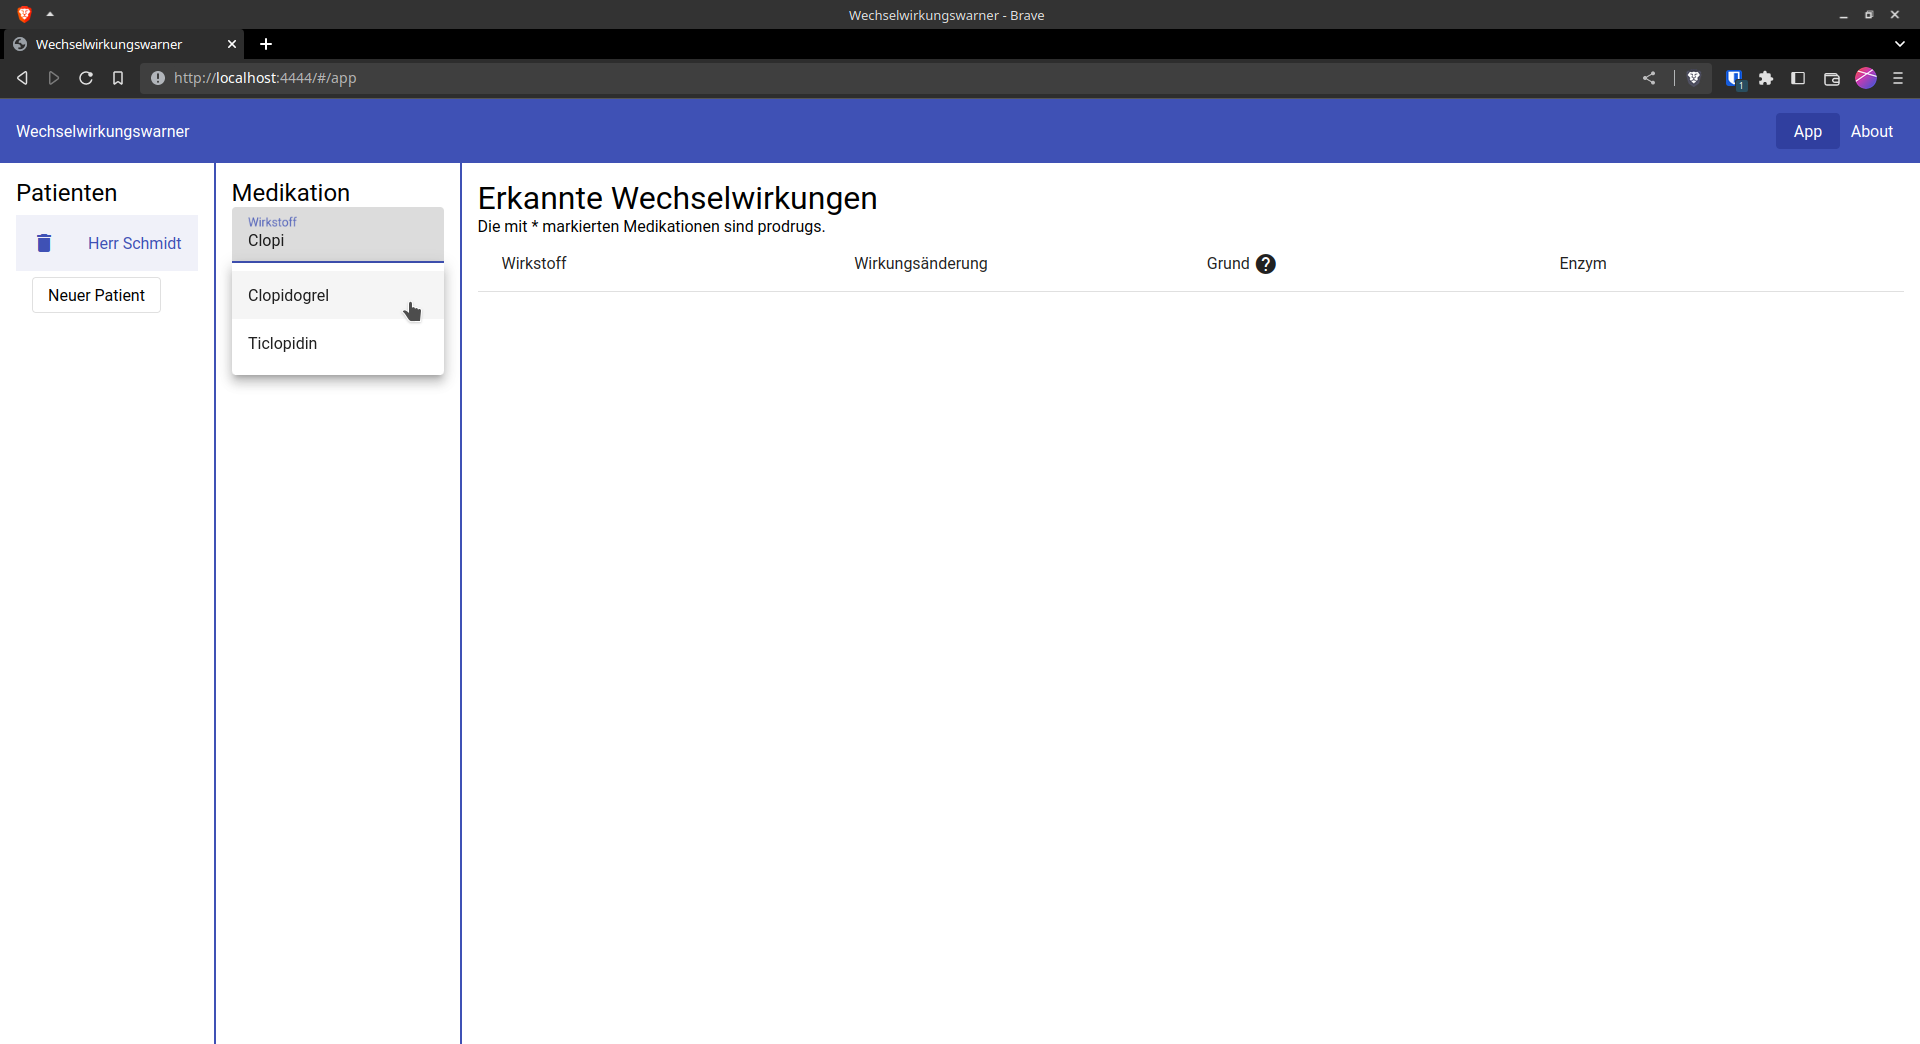 Wechselwirkungswarner - Brave
Wechselwirkungswarner
http://localhost:4444/#/app
1
Wechselwirkungswarner
App
About
Patienten
Herr Schmidt
Neuer Patient
Medikation
Wirkstoff
Clopi
Clopidogrel
Ticlopidin
Erkannte Wechselwirkungen
Die mit * markierten Medikationen sind prodrugs.
Wirkstoff
Wirkungsänderung
Grund ?
Enzym